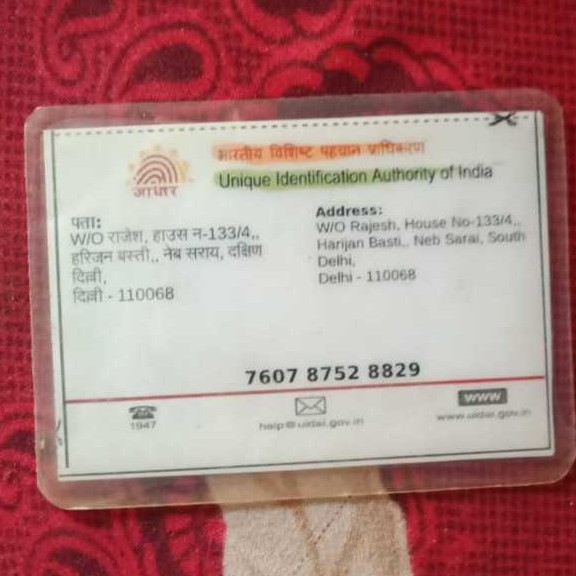 भारतीय विशिष्ट पहचान प्राधिकरण
Unique Identification Authority of India
आधार
पता:
W/O राजेश, हाउस न-133/4,,
हरिजन बस्ती,, नेब सराय, दक्षिण
दिल्ली,
दिल्ली - 110068
Address:
W/O Rajesh, House No-133/4,,
Harijan Basti,, Neb Sarai, South
Delhi,
Delhi - 110068
7607 8752 8829
1947
help@uidai.gov.in
www
www.uidai.gov.in